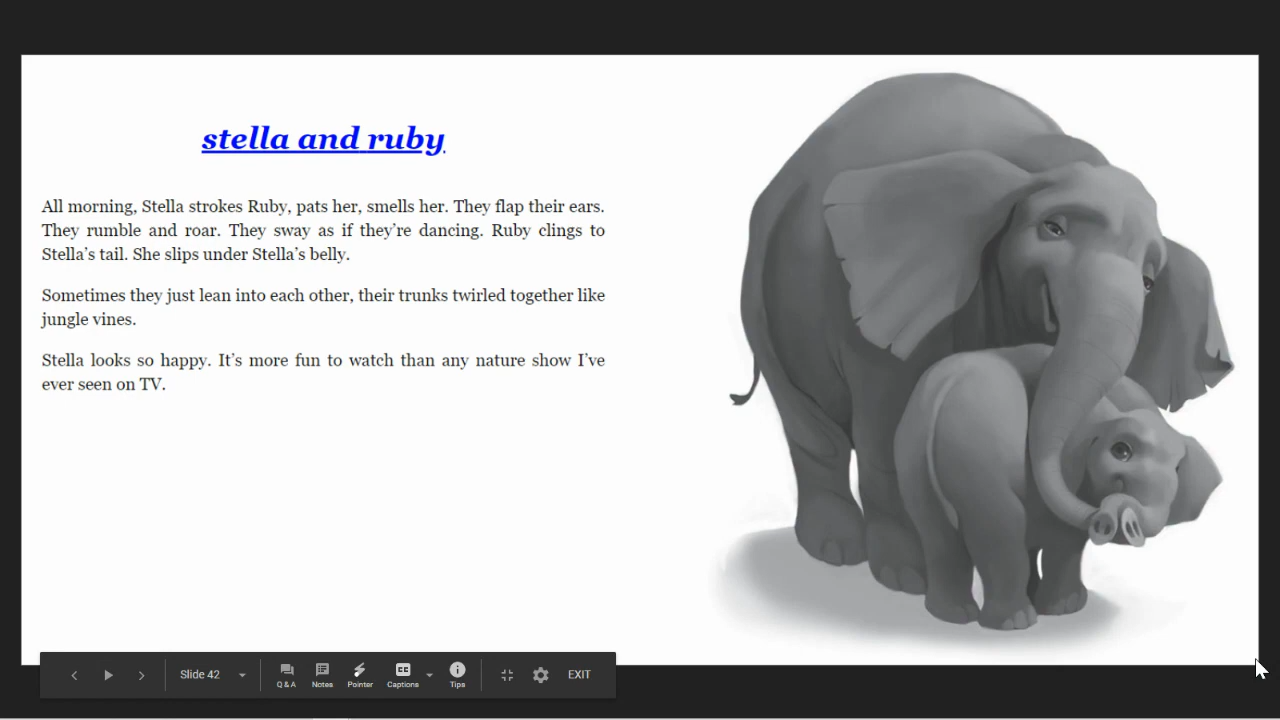 stella and ruby
All morning, Stella strokes Ruby, pats her, smells her. They flap their ears.
They rumble and roar. They sway as if they’re dancing. Ruby clings to
Stella’s tail. She slips under Stella’s belly.
Sometimes they just lean into each other, their trunks twirled together like
jungle vines.
Stella looks so happy. It’s more fun to watch than any nature show I’ve
ever seen on TV.
Slide 42
Q & A
Notes
Pointer
CC
Captions
Tips
EXIT